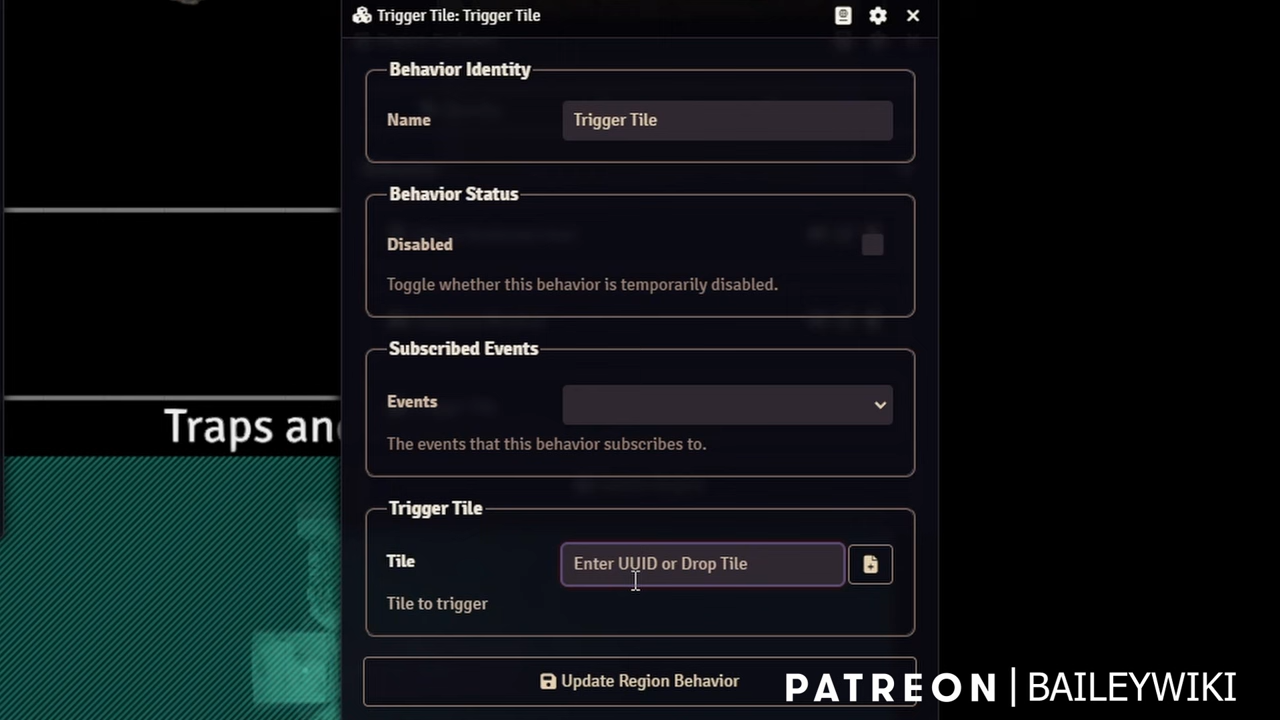 Trigger Tile: Trigger Tile
Behavior Identity
Name
Trigger Tile
Behavior Status
Disabled
Toggle whether this behavior is temporarily disabled.
Subscribed Events
Events
The events that this behavior subscribes to.
Traps an
Trigger Tile
Tile
Enter UUID or Drop Tile
Tile to trigger
Update Region Behavior
PATREON | BAILEYWIKI